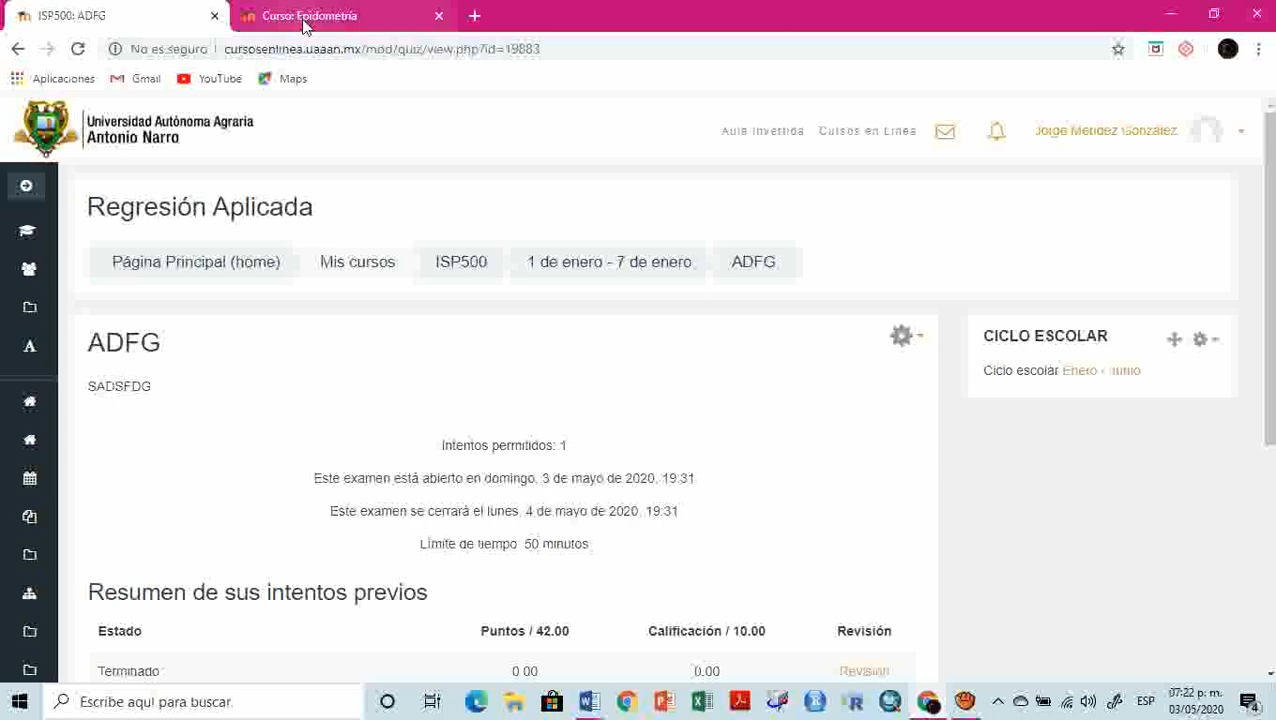 ISP500: ADFG
Curso: Epidometría
No es seguro
cursosenlinea.uaaan.mx/mod/quiz/view.php?id=19883
Aplicaciones
Gmail
YouTube
Maps
Universidad Autónoma Agraria
Antonio Narro
Aula Invertida
Cursos en Linea
Jorge Mendez Gonzalez
Regresión Aplicada
Página Principal (home)
Mis cursos
ISP500
1 de enero - 7 de enero
ADFG
ADFG
SADSFDG
Intentos permitidos: 1
Este examen está abierto en domingo, 3 de mayo de 2020, 19:31
Este examen se cerrará el lunes, 4 de mayo de 2020, 19:31
Límite de tiempo 50 minutos
Resumen de sus intentos previos
Estado
Puntos / 42.00
Calificación / 10.00
Revisión
Terminado
0.00
0.00
Revisión
CICLO ESCOLAR
Ciclo escolar Enero - Junio
Escribe aquí para buscar.
ESP
07:22 p. m.
03/05/2020
4